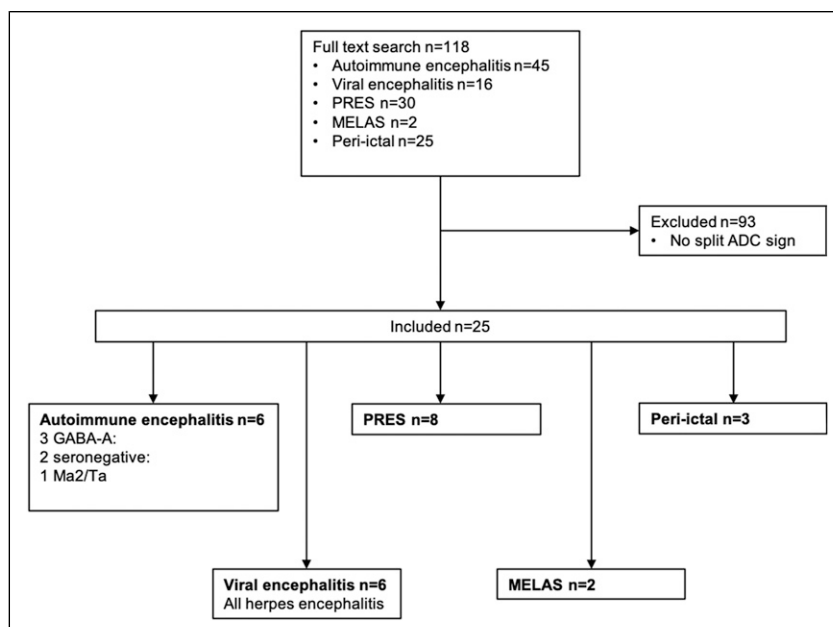 Full text search n=118
• Autoimmune encephalitis n=45
• Viral encephalitis n=16
• PRES n=30
• MELAS n=2
• Peri-ictal n=25
Excluded n=93
• No split ADC sign
Included n=25
Autoimmune encephalitis n=6
3 GABA-A:
2 seronegative:
1 Ma2/Ta
PRES n=8
Peri-ictal n=3
Viral encephalitis n=6
All herpes encephalitis
MELAS n=2